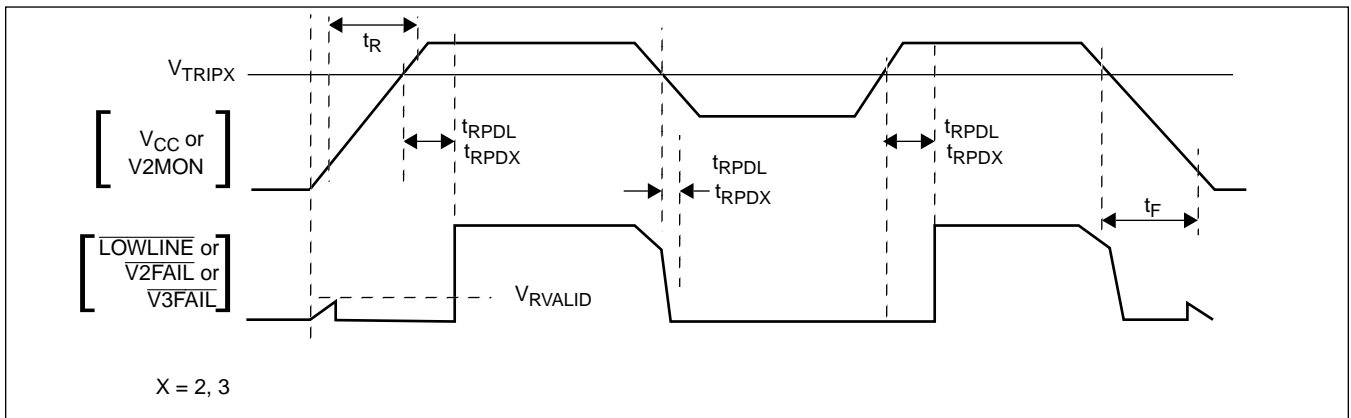 tR
VTRIPX
VCC or
V2MON
tRPDL
tRPDX
tRPDL
tRPDX
tRPDL
tRPDX
tF
LOWLINE or
V2FAIL or
V3FAIL
VRVALID
X = 2, 3